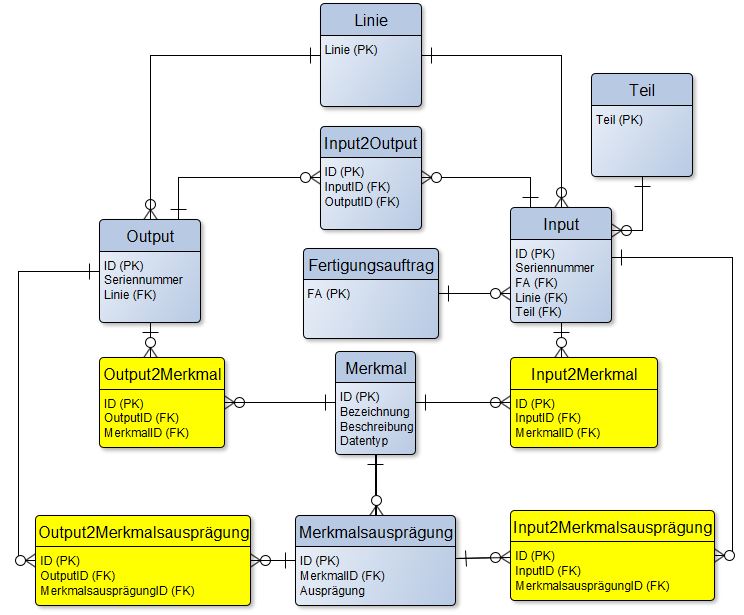 Linie
Linie (PK)
Teil
Teil (PK)
Input2Output
ID (PK)
InputID (FK)
OutputID (FK)
Output
ID (PK)
Seriennummer
Linie (FK)
Input
ID (PK)
Seriennummer
FA (FK)
Linie (FK)
Teil (FK)
Fertigungsauftrag
FA (PK)
Output2Merkmal
ID (PK)
OutputID (FK)
MerkmalID (FK)
Merkmal
ID (PK)
Bezeichnung
Beschreibung
Datentyp
Input2Merkmal
ID (PK)
InputID (FK)
MerkmalID (FK)
Output2Merkmalsausprägung
ID (PK)
OutputID (FK)
MerkmalsausprägungID (FK)
Merkmalsausprägung
ID (PK)
MerkmalID (FK)
Ausprägung
Input2Merkmalsausprägung
ID (PK)
InputID (FK)
MerkmalsausprägungID (FK)